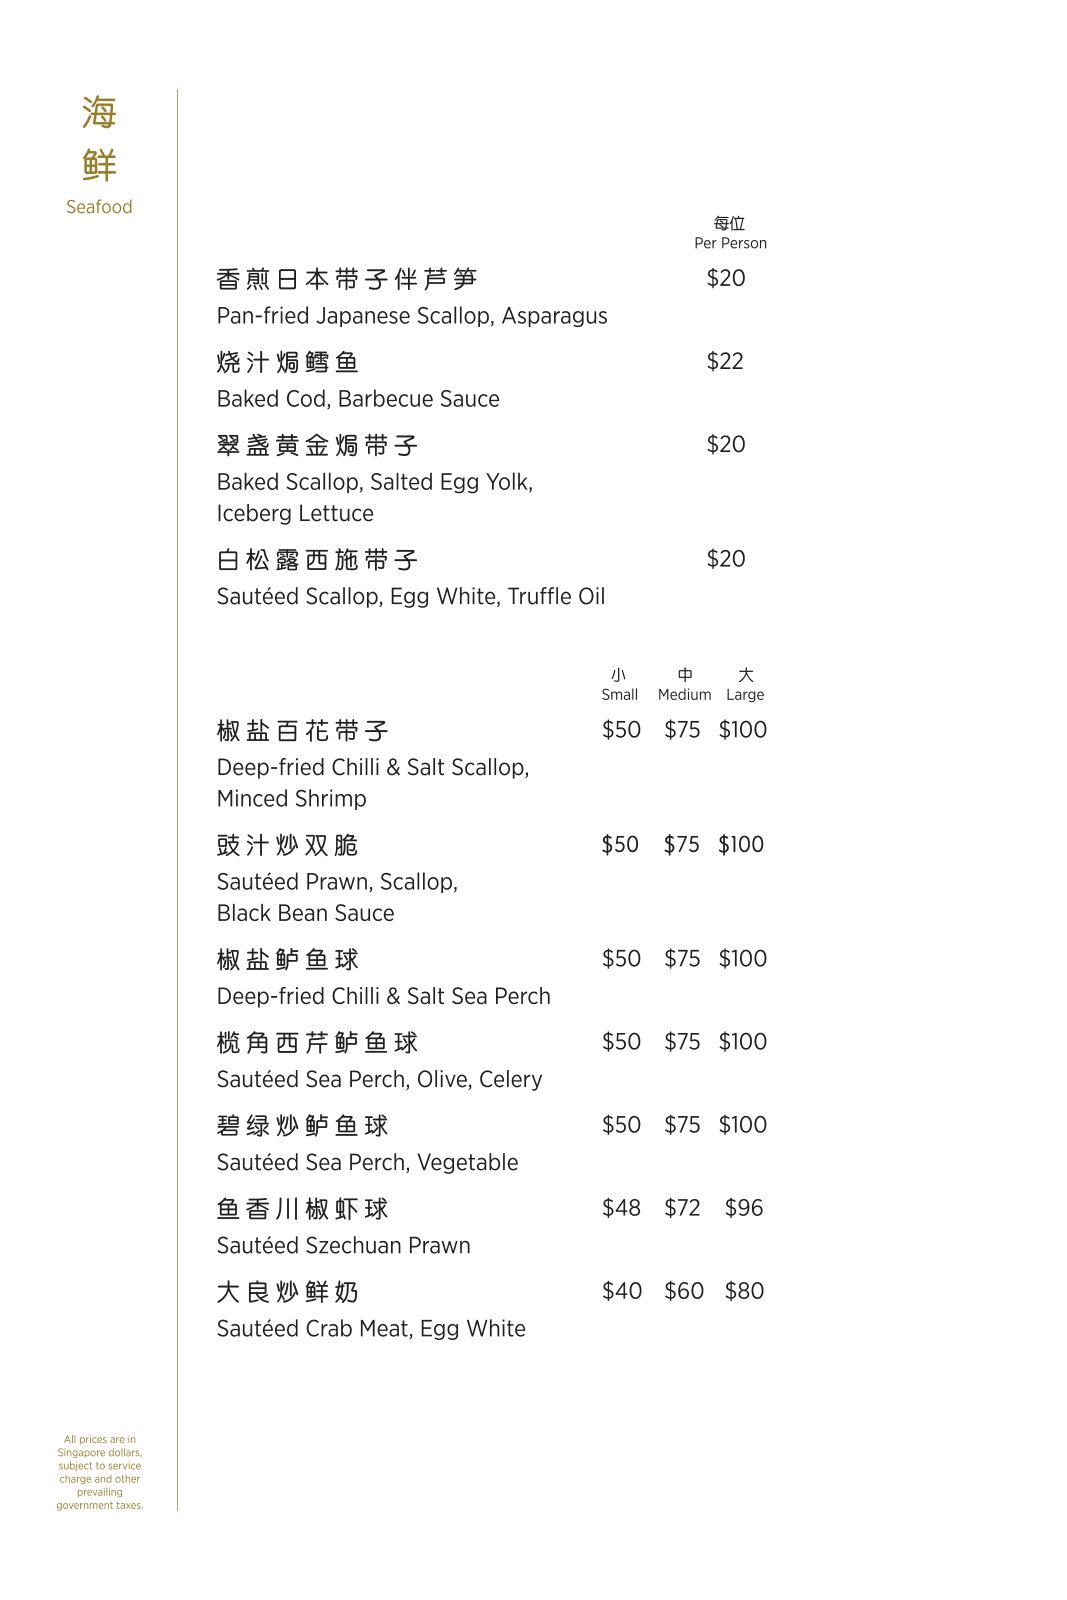 海
鲜
Seafood
每位
Per Person
香煎日本带子伴芦笋 $20
Pan-fried Japanese Scallop, Asparagus
烧汁焗鳕鱼 $22
Baked Cod, Barbecue Sauce
翠盏黄金焗带子 $20
Baked Scallop, Salted Egg Yolk,
Iceberg Lettuce
白松露西施带子 $20
Sautéed Scallop, Egg White, Truffle Oil
小 中 大
Small Medium Large
椒盐百花带子 $50 $75 $100
Deep-fried Chilli & Salt Scallop,
Minced Shrimp
豉汁炒双脆 $50 $75 $100
Sautéed Prawn, Scallop,
Black Bean Sauce
椒盐鲈鱼球 $50 $75 $100
Deep-fried Chilli & Salt Sea Perch
榄角西芹鲈鱼球 $50 $75 $100
Sautéed Sea Perch, Olive, Celery
碧绿炒鲈鱼球 $50 $75 $100
Sautéed Sea Perch, Vegetable
鱼香川椒虾球 $48 $72 $96
Sautéed Szechuan Prawn
大良炒鲜奶 $40 $60 $80
Sautéed Crab Meat, Egg White
All prices are in
Singapore dollars,
subject to service
charge and other
prevailing
government taxes.